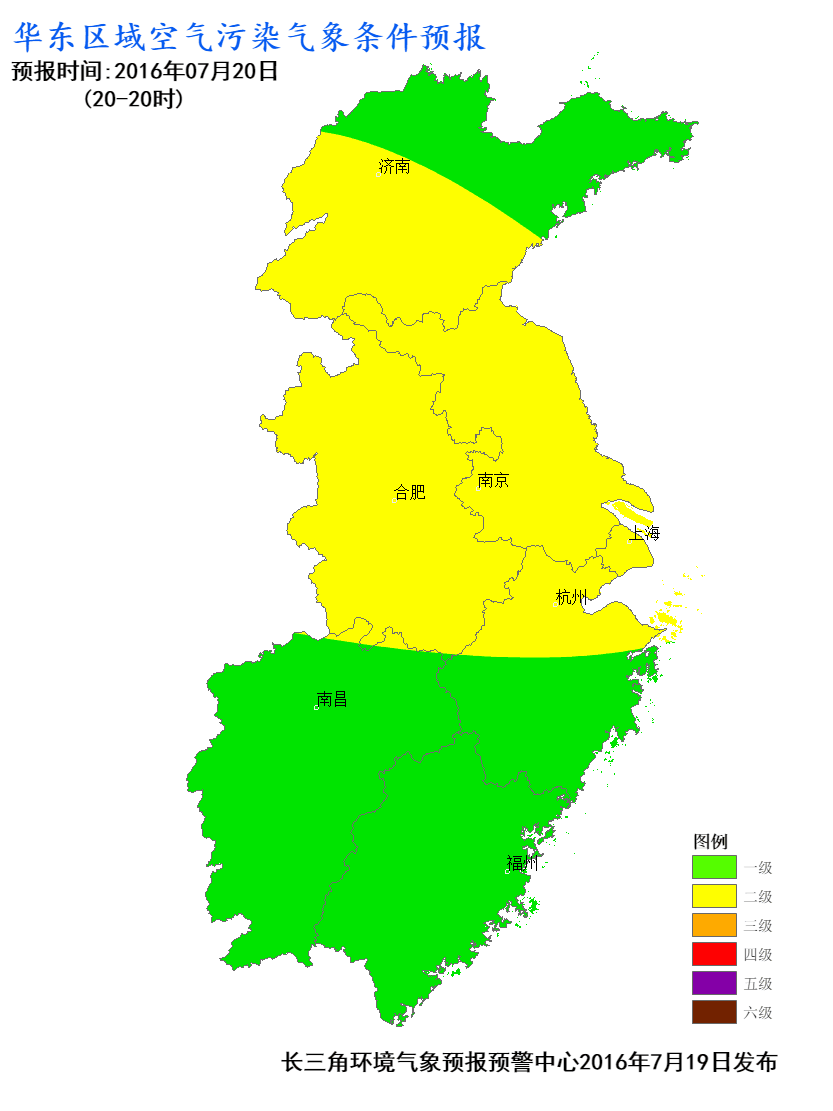 华东区域空气污染气象条件预报
预报时间:2016年07月20日
(20-20时)
济南
南京
合肥
上海
杭州
南昌
福州
图例
一级
二级
三级
四级
五级
六级
长三角环境气象预报预警中心2016年7月19日发布